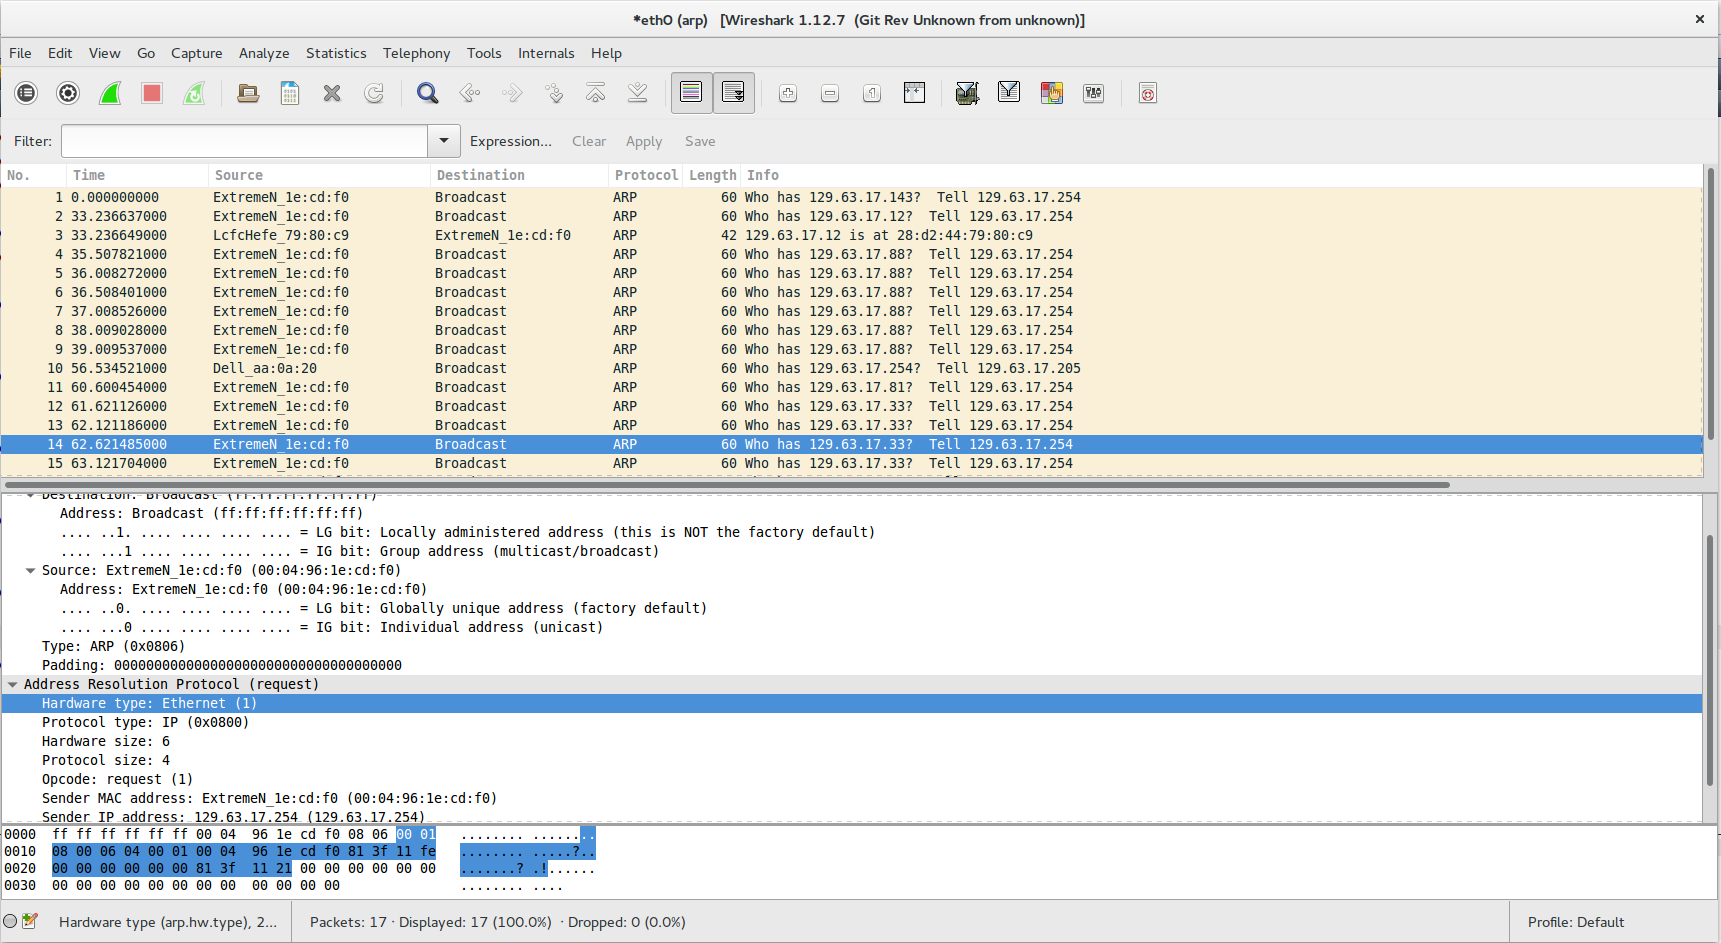 *ethO (arp)   [Wireshark 1.12.7  (Git Rev Unknown from unknown)]
×
File Edit View Go Capture Analyze Statistics Telephony Tools Internals Help
Filter: Expression... Clear Apply Save
No. Time Source Destination Protocol Length Info
1 0.000000000 ExtremeN_1e:cd:f0 Broadcast ARP 60 Who has 129.63.17.143?  Tell 129.63.17.254
2 33.236637000 ExtremeN_1e:cd:f0 Broadcast ARP 60 Who has 129.63.17.12?  Tell 129.63.17.254
3 33.236649000 LcfcHefe_79:80:c9 ExtremeN_1e:cd:f0 ARP 42 129.63.17.12 is at 28:d2:44:79:80:c9
4 35.507821000 ExtremeN_1e:cd:f0 Broadcast ARP 60 Who has 129.63.17.88?  Tell 129.63.17.254
5 36.008272000 ExtremeN_1e:cd:f0 Broadcast ARP 60 Who has 129.63.17.88?  Tell 129.63.17.254
6 36.508401000 ExtremeN_1e:cd:f0 Broadcast ARP 60 Who has 129.63.17.88?  Tell 129.63.17.254
7 37.008526000 ExtremeN_1e:cd:f0 Broadcast ARP 60 Who has 129.63.17.88?  Tell 129.63.17.254
8 38.009028000 ExtremeN_1e:cd:f0 Broadcast ARP 60 Who has 129.63.17.88?  Tell 129.63.17.254
9 39.009537000 ExtremeN_1e:cd:f0 Broadcast ARP 60 Who has 129.63.17.88?  Tell 129.63.17.254
10 56.534521000 Dell_aa:0a:20 Broadcast ARP 60 Who has 129.63.17.254?  Tell 129.63.17.205
11 60.600454000 ExtremeN_1e:cd:f0 Broadcast ARP 60 Who has 129.63.17.81?  Tell 129.63.17.254
12 61.621126000 ExtremeN_1e:cd:f0 Broadcast ARP 60 Who has 129.63.17.33?  Tell 129.63.17.254
13 62.121186000 ExtremeN_1e:cd:f0 Broadcast ARP 60 Who has 129.63.17.33?  Tell 129.63.17.254
14 62.621485000 ExtremeN_1e:cd:f0 Broadcast ARP 60 Who has 129.63.17.33?  Tell 129.63.17.254
15 63.121704000 ExtremeN_1e:cd:f0 Broadcast ARP 60 Who has 129.63.17.33?  Tell 129.63.17.254
Destination: Broadcast (ff:ff:ff:ff:ff:ff)
Address: Broadcast (ff:ff:ff:ff:ff:ff)
.... ..1. .... .... .... .... = LG bit: Locally administered address (this is NOT the factory default)
.... ...1 .... .... .... .... = IG bit: Group address (multicast/broadcast)
Source: ExtremeN_1e:cd:f0 (00:04:96:1e:cd:f0)
Address: ExtremeN_1e:cd:f0 (00:04:96:1e:cd:f0)
.... ..0. .... .... .... .... = LG bit: Globally unique address (factory default)
.... ...0 .... .... .... .... = IG bit: Individual address (unicast)
Type: ARP (0x0806)
Padding: 000000000000000000000000000000000000
Address Resolution Protocol (request)
Hardware type: Ethernet (1)
Protocol type: IP (0x0800)
Hardware size: 6
Protocol size: 4
Opcode: request (1)
Sender MAC address: ExtremeN_1e:cd:f0 (00:04:96:1e:cd:f0)
Sender IP address: 129.63.17.254 (129.63.17.254)
0000  ff ff ff ff ff ff 00 04  96 1e cd f0 08 06 00 01   ........ ........
0010  08 00 06 04 00 01 00 04  96 1e cd f0 81 3f 11 fe   ........ .....?..
0020  00 00 00 00 00 00 81 3f  11 21 00 00 00 00 00 00   .......? .!......
0030  00 00 00 00 00 00 00 00  00 00 00 00   ........ ....
Hardware type (arp.hw.type), 2... Packets: 17 · Displayed: 17 (100.0%)  · Dropped: 0 (0.0%) Profile: Default